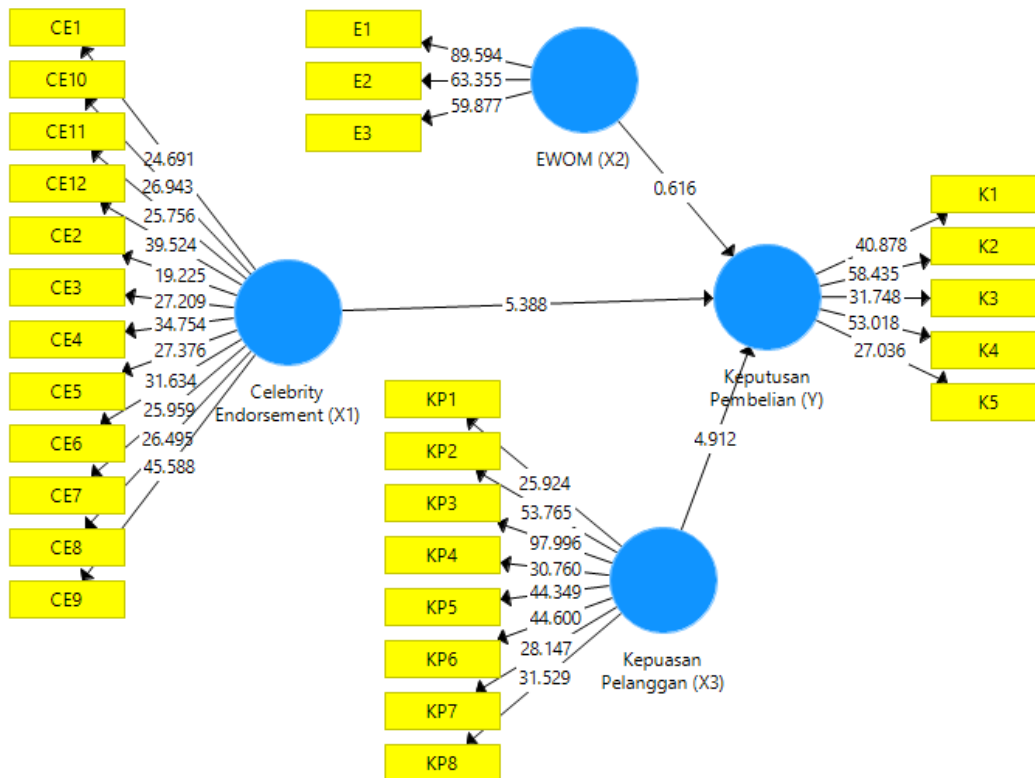 CE1
CE10
CE11
CE12
CE2
CE3
CE4
CE5
CE6
CE7
CE8
CE9
24.691
26.943
25.756
39.524
19.225
27.209
34.754
27.376
31.634
25.959
26.495
45.588
Celebrity
Endorsement (X1)
E1
E2
E3
89.594
63.355
59.877
EWOM (X2)
0.616
5.388
4.912
KP1
KP2
KP3
KP4
KP5
KP6
KP7
KP8
25.924
53.765
97.996
30.760
44.349
44.600
28.147
31.529
Kepuasan
Pelanggan (X3)
Keputusan
Pembelian (Y)
40.878
58.435
31.748
53.018
27.036
K1
K2
K3
K4
K5